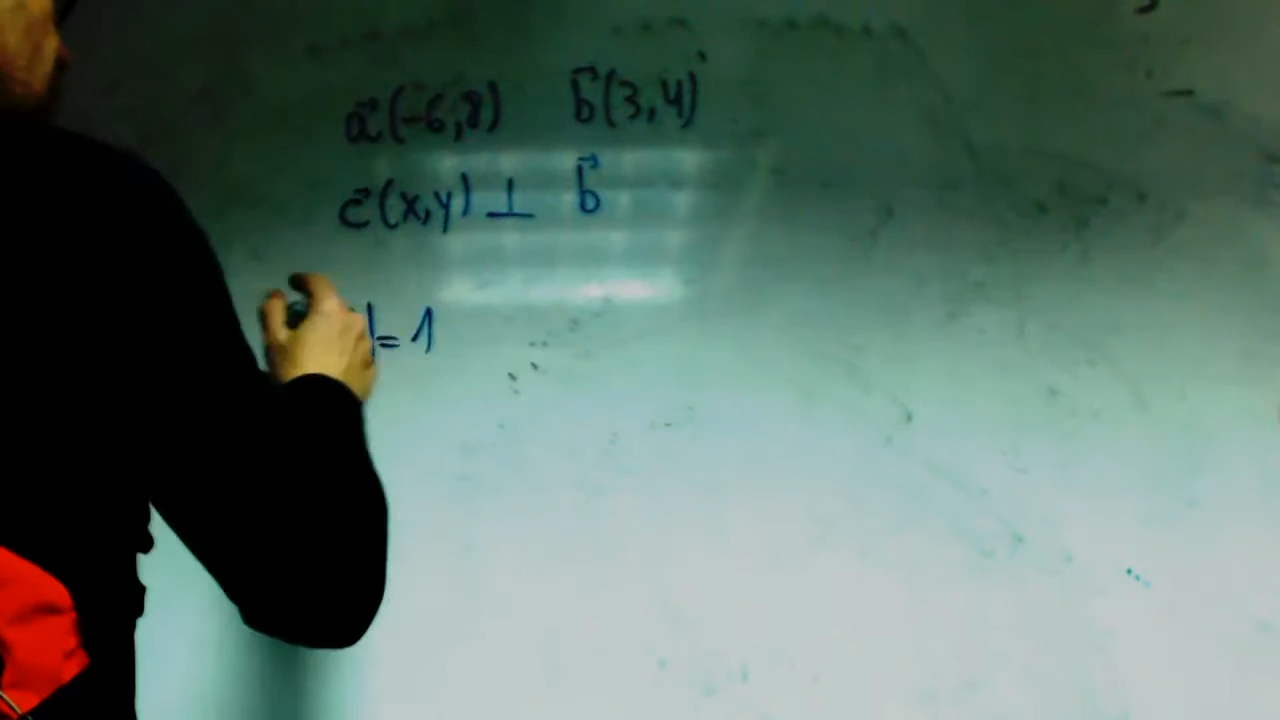 a⃗(-6,8) b⃗(3,4)
c⃗(x,y) ⊥ b⃗
|= 1